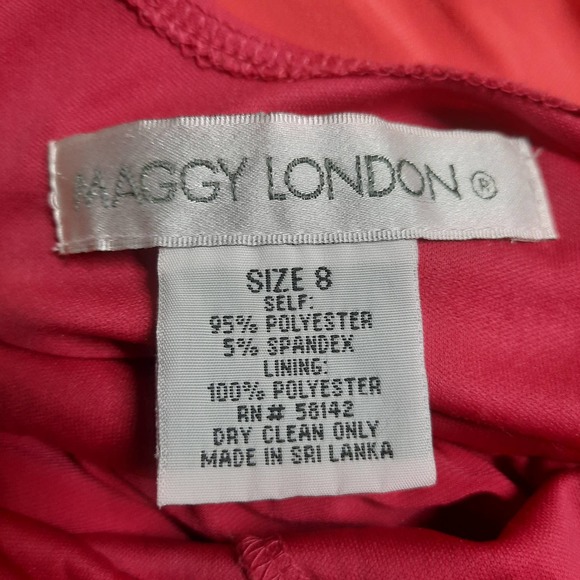 MAGGY LONDON ®
SIZE 8
SELF:
95% POLYESTER
5% SPANDEX
LINING:
100% POLYESTER
RN# 58142
DRY CLEAN ONLY
MADE IN SRI LANKA